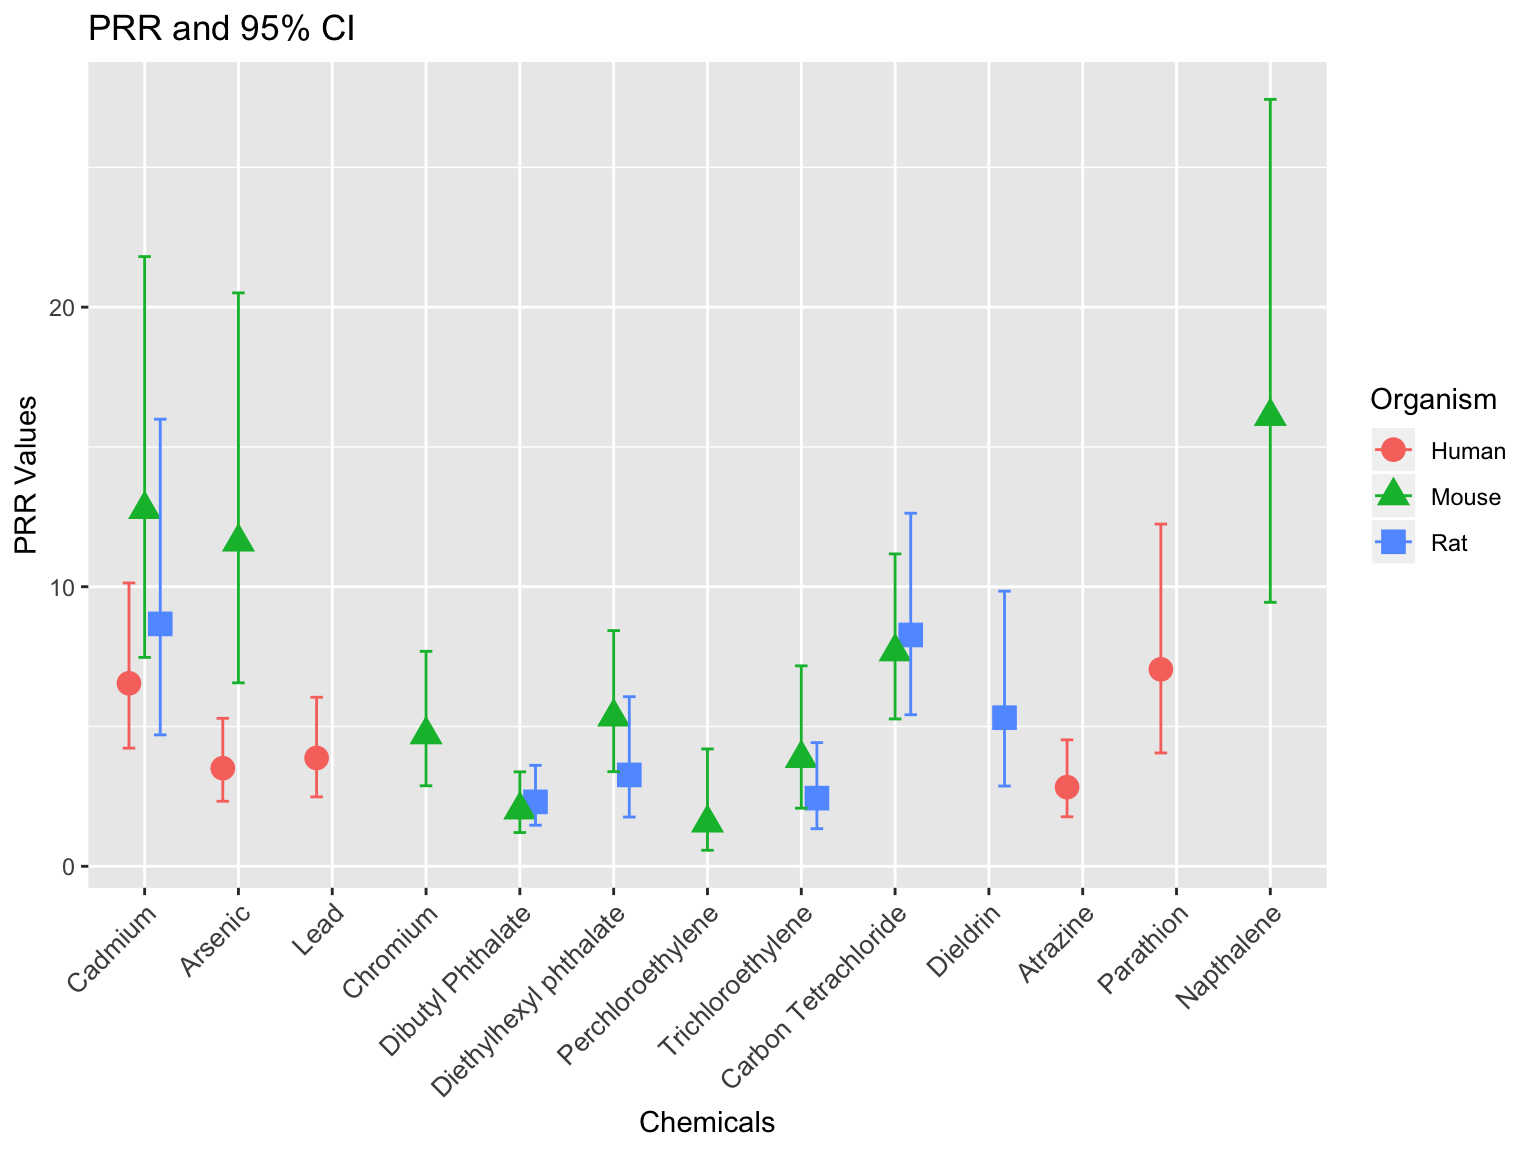 PRR and 95% CI
PRR Values
20
10
0
Cadmium
Arsenic
Lead
Chromium
Dibutyl Phthalate
Diethylhexyl phthalate
Perchloroethylene
Trichloroethylene
Carbon Tetrachloride
Dieldrin
Atrazine
Parathion
Napthalene
Chemicals
Organism
Human
Mouse
Rat